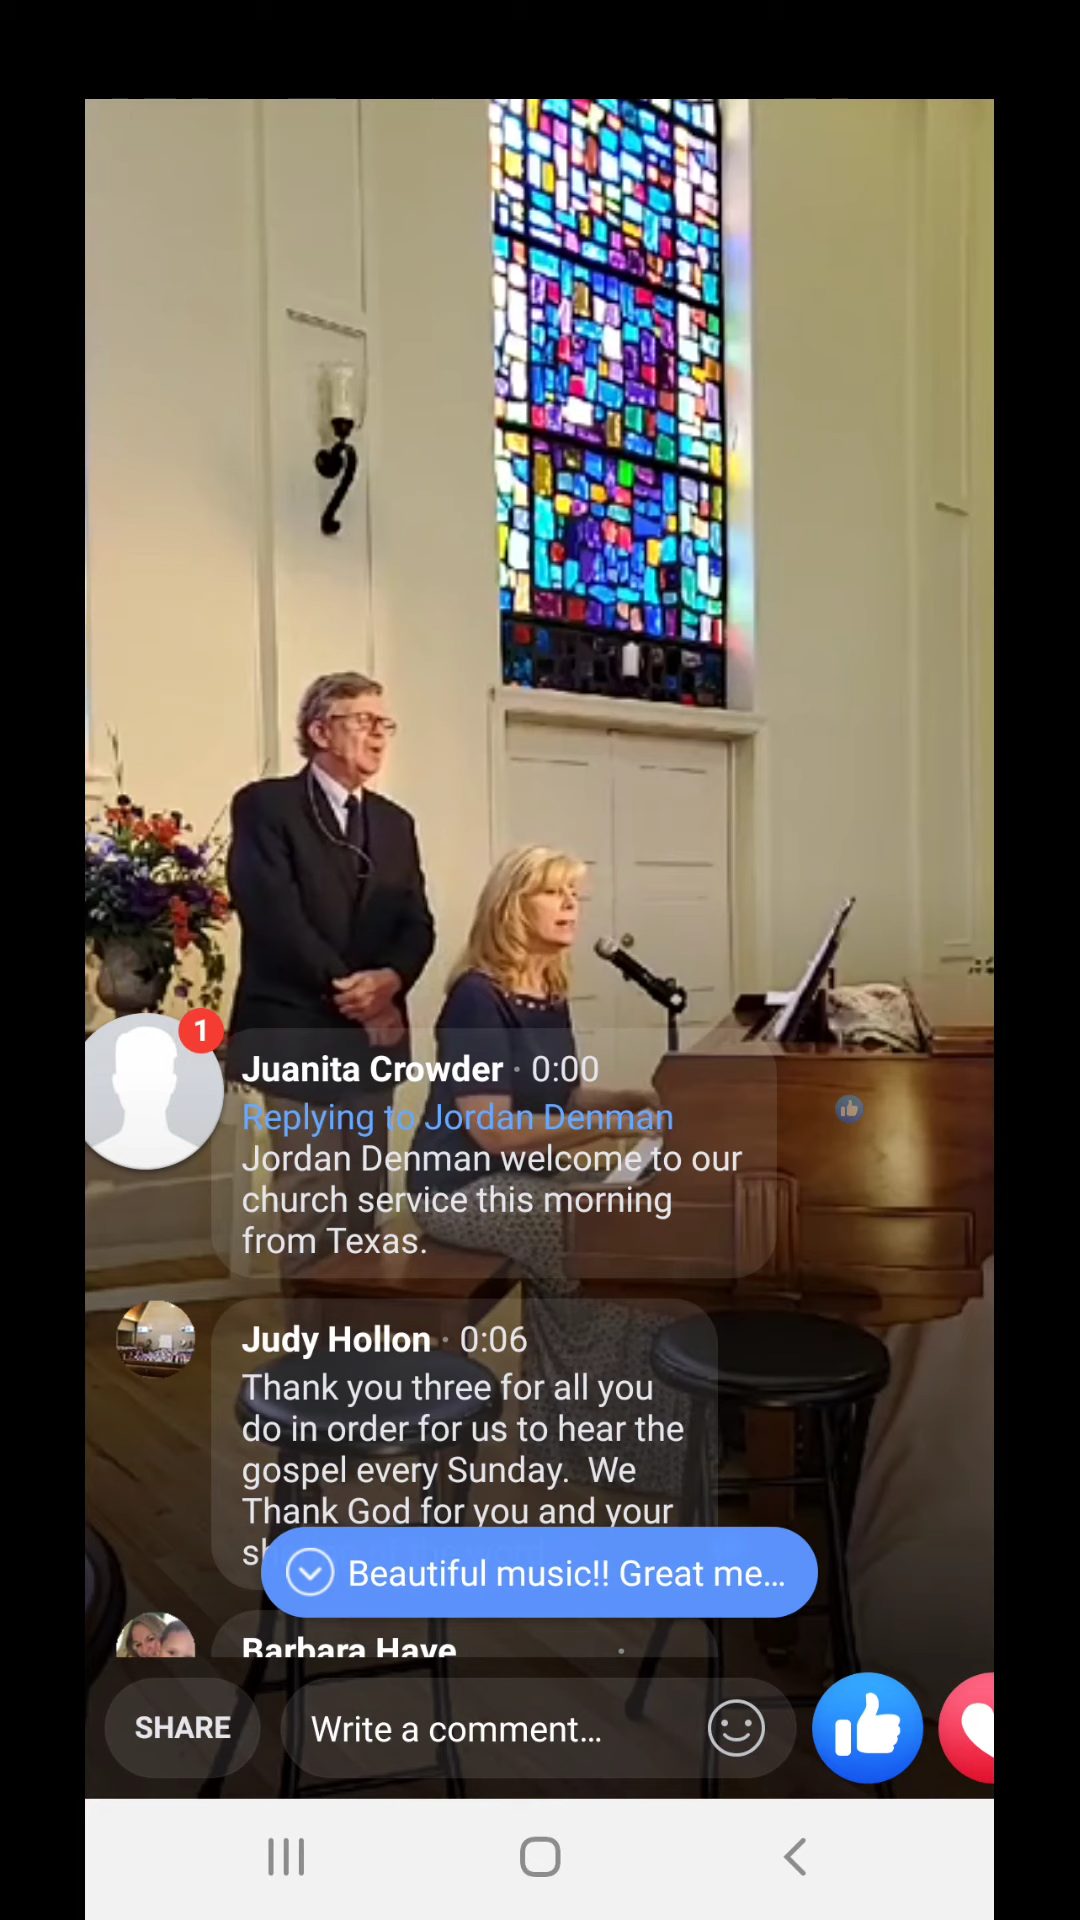 1
Juanita Crowder · 0:00
Replying to Jordan Denman
Jordan Denman welcome to our
church service this morning
from Texas.
Judy Hollon · 0:06
Thank you three for all you
do in order for us to hear the
gospel every Sunday.  We
Thank God for you and your
Beautiful music!! Great me...
Barbara Haye
SHARE
Write a comment...